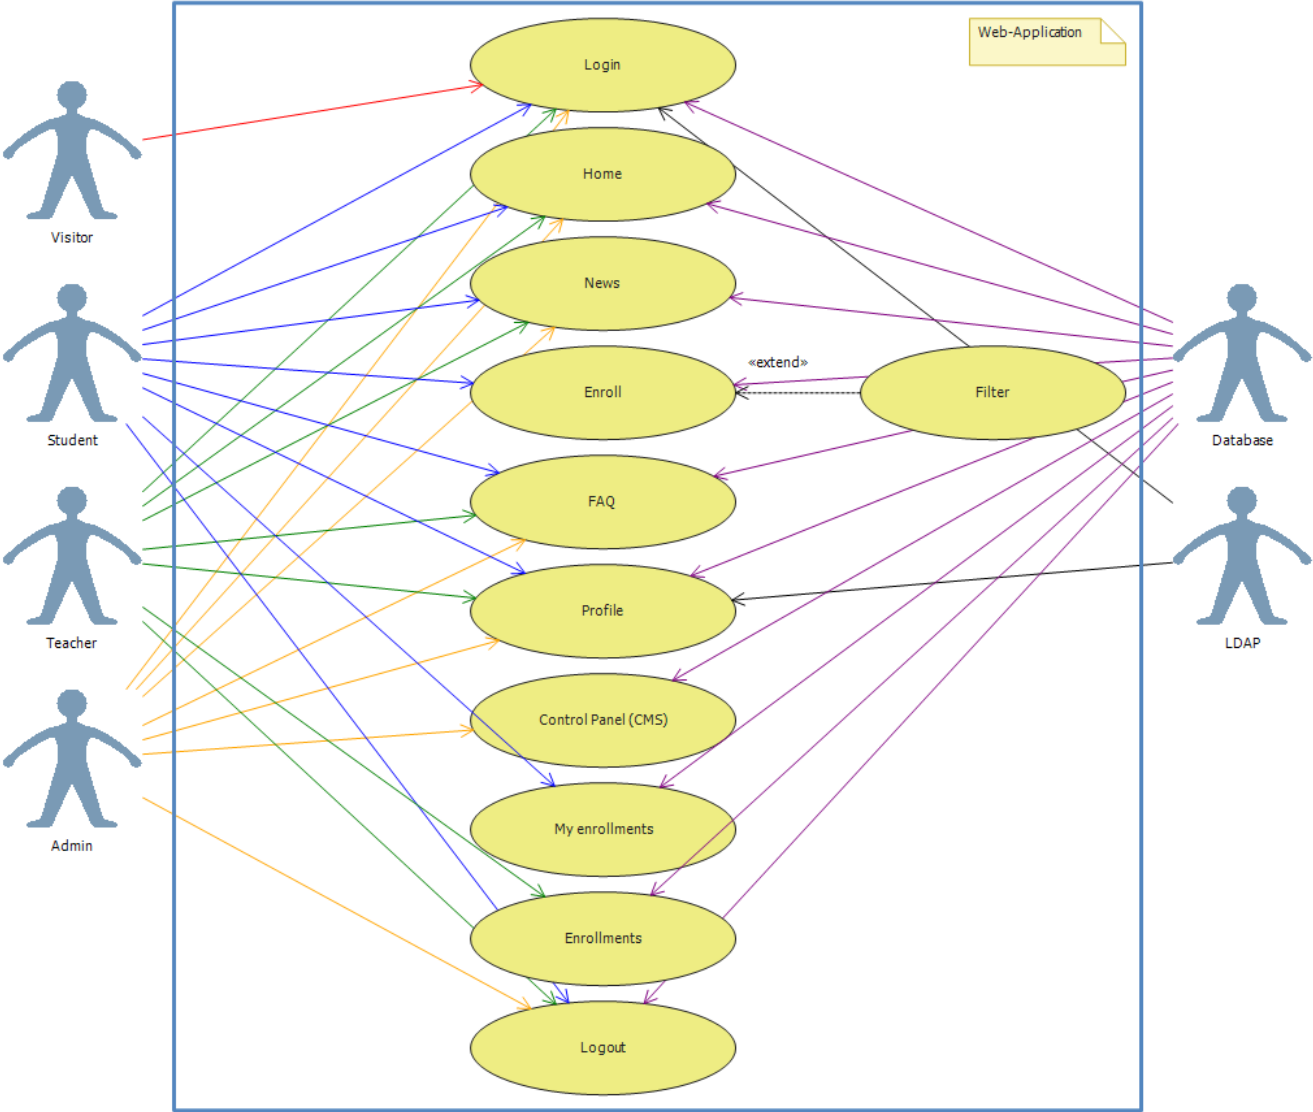 Web-Application
Login
Home
Visitor
News
«extend»
Enroll
Filter
Student
Database
FAQ
Profile
Teacher
LDAP
Control Panel (CMS)
My enrollments
Admin
Enrollments
Logout